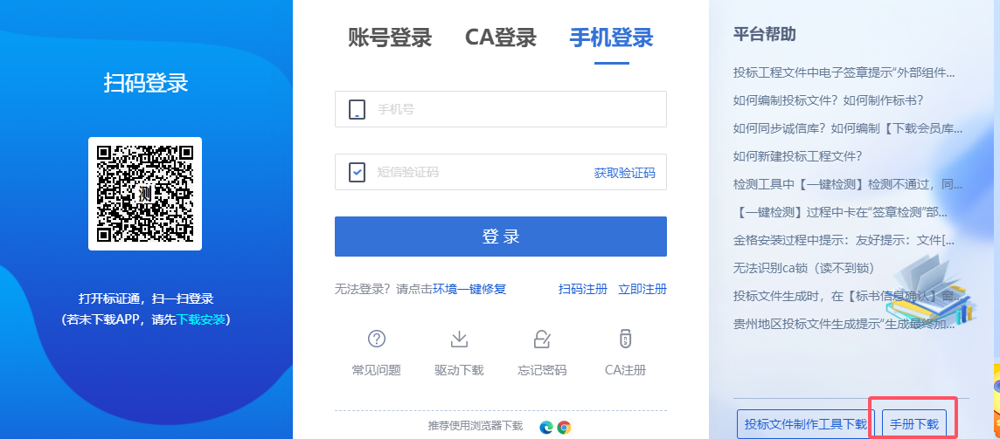 扫码登录
测
打开标证通，扫一扫登录
(若未下载APP，请先下载安装)
账号登录 CA登录 手机登录
手机号
短信验证码 获取验证码
登录
无法登录？请点击环境一键修复 扫码注册 立即注册
常见问题 驱动下载 忘记密码 CA注册
推荐使用浏览器下载
平台帮助
投标工程文件中电子签章提示“外部组件...
如何编制投标文件？如何制作标书？
如何同步诚信库？如何编制【下载会员库...
如何新建投标工程文件？
检测工具中【一键检测】检测不通过，同...
【一键检测】过程中卡在“签章检测”部...
金格安装过程中提示：友好提示：文件[...
无法识别ca锁（读不到锁）
投标文件生成时，在【标书信息确认】窗...
贵州地区投标文件生成提示“生成最终加...
投标文件制作工具下载 手册下载